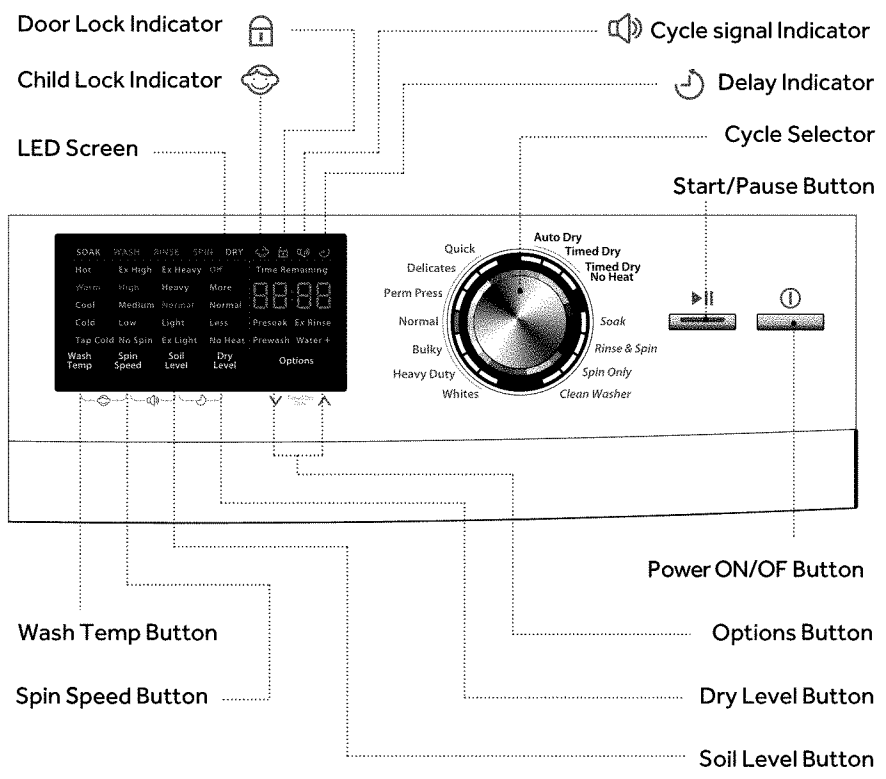 Door Lock Indicator
Cycle signal Indicator
Child Lock Indicator
Delay Indicator
LED Screen
Cycle Selector
Start/Pause Button
SOAK WASH RINSE SPIN DRY
Hot Ex High Ex Heavy Off Time Remaining
Warm High Heavy More 88:88
Cool Medium Normal Normal
Cold Low Light Less Presoak Ex Rinse
Tap Cold No Spin Ex Light No Heat Prewash Water +
Wash Temp
Spin Speed
Soil Level
Dry Level
Options
Quick
Delicates
Perm Press
Normal
Bulky
Heavy Duty
Whites
Auto Dry
Timed Dry
Timed Dry
No Heat
Soak
Rinse & Spin
Spin Only
Clean Washer
Power ON/OF Button
Wash Temp Button
Options Button
Spin Speed Button
Dry Level Button
Soil Level Button